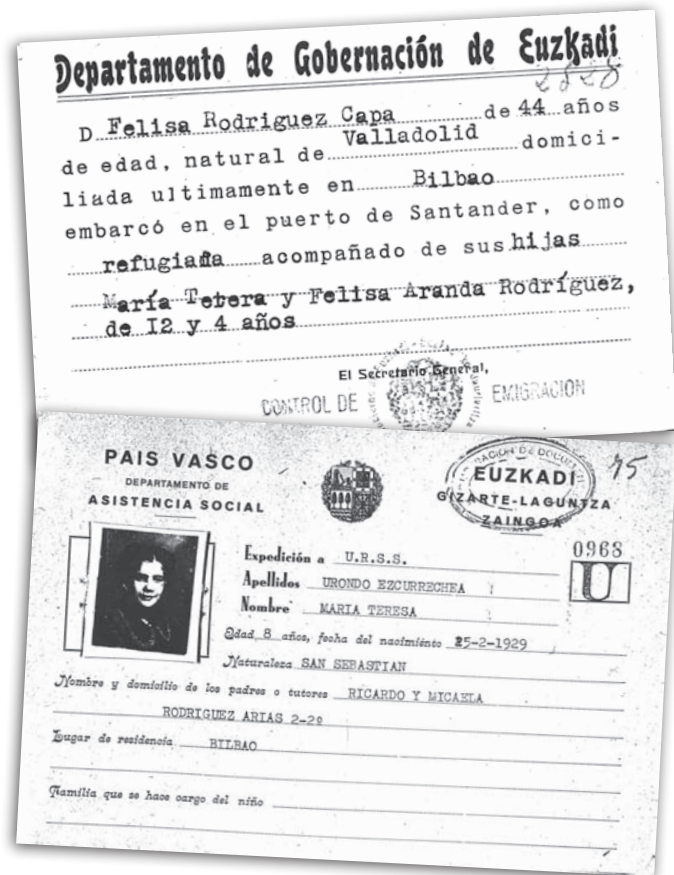 Departamento de Gobernación de Euzkadi
D. Felisa Rodriguez Capa de 44 años
de edad, natural de Valladolid domici-
liada ultimamente en Bilbao
embarcó en el puerto de Santander, como
refugiada acompañado de sus hijas
María Tetera y Felisa Aranda Rodríguez,
de I2 y 4 años
El Secretario General,
CONTROL DE EMIGRACION
PAIS VASCO
DEPARTAMENTO DE
ASISTENCIA SOCIAL
EUZKADI
GIZARTE-LAGUNTZA
ZAINGOA
75
0968
U
Expedición a U.R.S.S.
Apellidos URONDO EZCURRECHEA
Nombre MARIA TERESA
Edad 8 años, fecha del nacimiento 25-2-1929
Naturaleza SAN SEBASTIAN
Nombre y domicilio de los padres o tutores RICARDO Y MICAELA
RODRIGUEZ ARIAS 2-2º
Lugar de residencia BILBAO
Familia que se hace cargo del niño